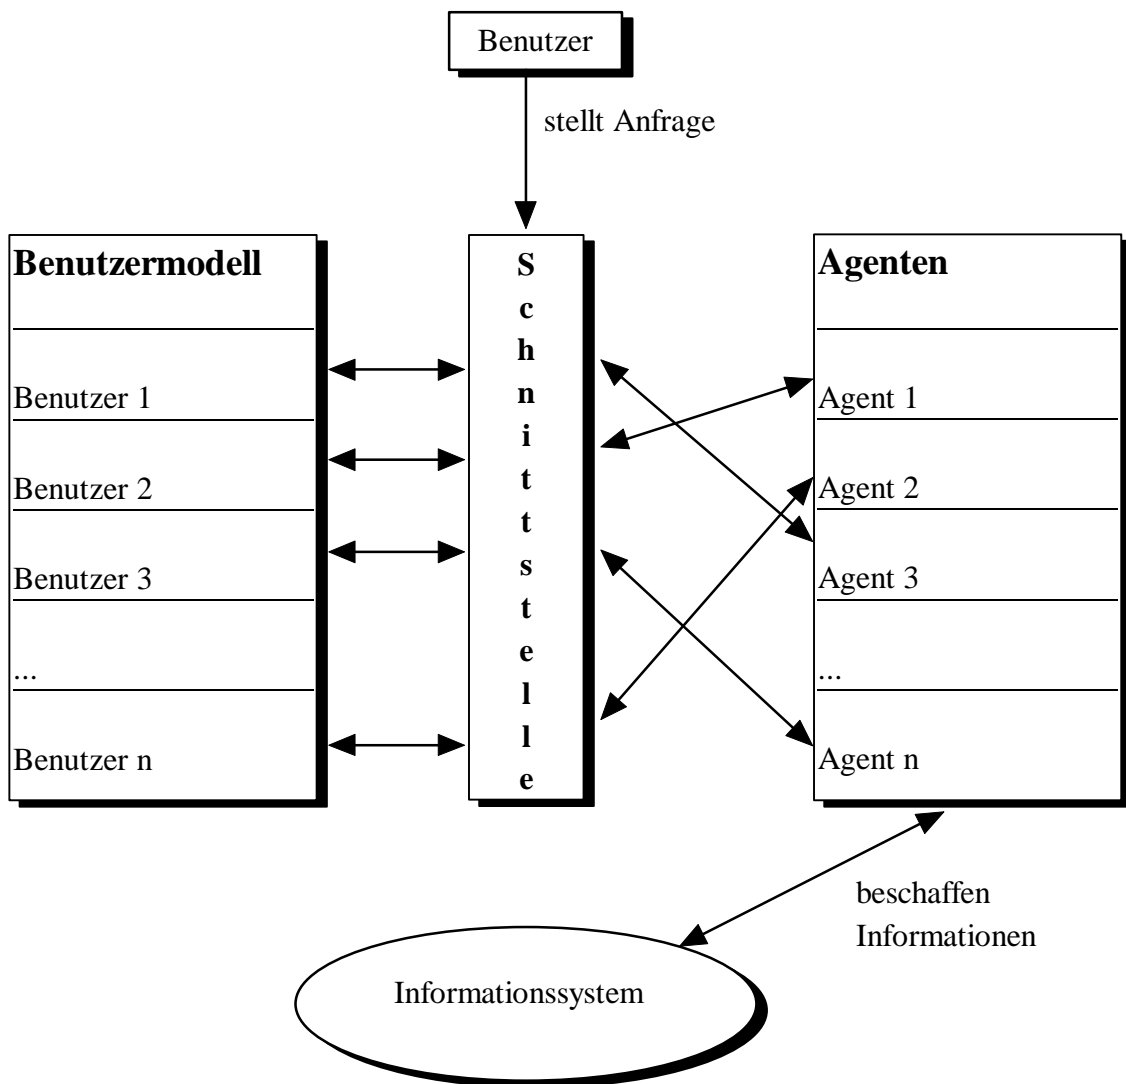 Benutzer
stellt Anfrage
Benutzermodell
Benutzer 1
Benutzer 2
Benutzer 3
...
Benutzer n
S
c
h
n
i
t
t
s
t
e
l
l
e
Agenten
Agent 1
Agent 2
Agent 3
...
Agent n
beschaffen
Informationen
Informationssystem